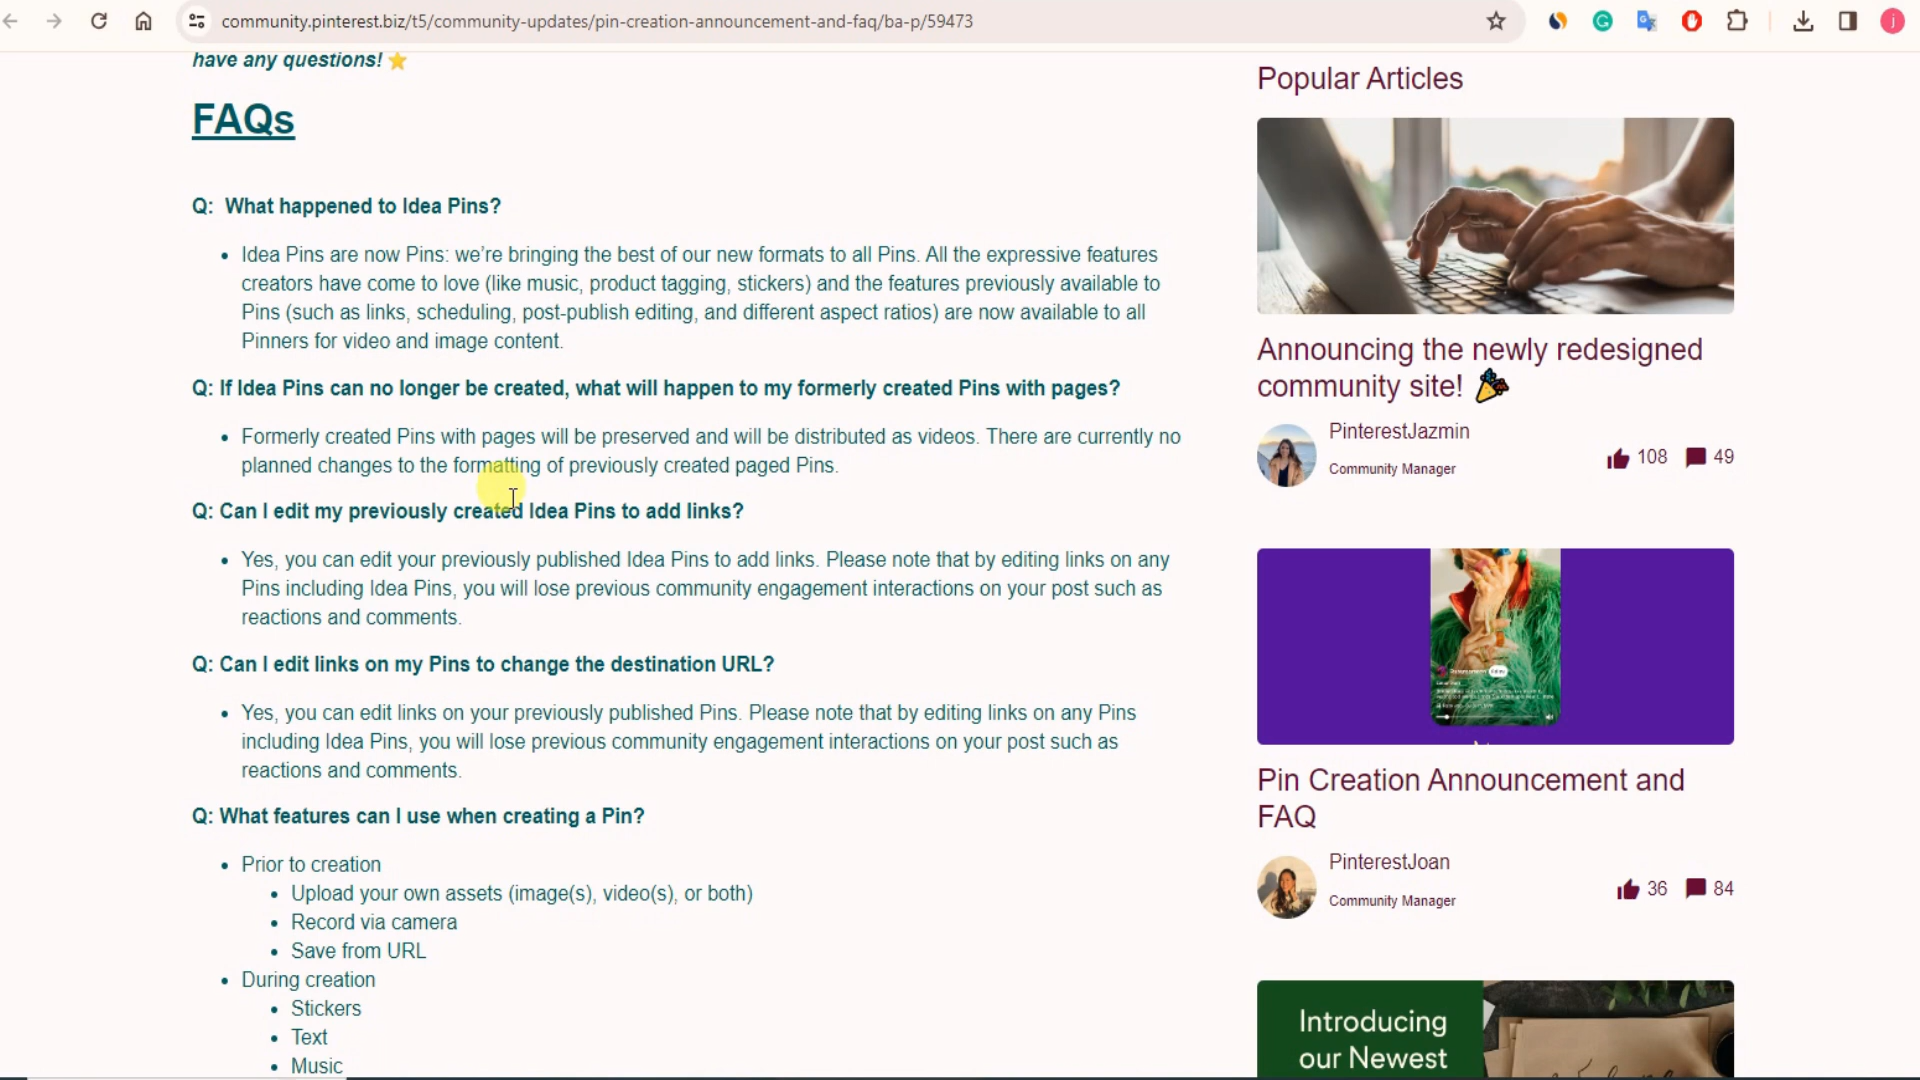 community.pinterest.biz/t5/community-updates/pin-creation-announcement-and-faq/ba-p/59473
j
have any questions! ⭐
FAQs
Q:  What happened to Idea Pins?
• Idea Pins are now Pins: we’re bringing the best of our new formats to all Pins. All the expressive features
creators have come to love (like music, product tagging, stickers) and the features previously available to
Pins (such as links, scheduling, post-publish editing, and different aspect ratios) are now available to all
Pinners for video and image content.
Q: If Idea Pins can no longer be created, what will happen to my formerly created Pins with pages?
• Formerly created Pins with pages will be preserved and will be distributed as videos. There are currently no
planned changes to the formatting of previously created paged Pins.
Q: Can I edit my previously created Idea Pins to add links?
• Yes, you can edit your previously published Idea Pins to add links. Please note that by editing links on any
Pins including Idea Pins, you will lose previous community engagement interactions on your post such as
reactions and comments.
Q: Can I edit links on my Pins to change the destination URL?
• Yes, you can edit links on your previously published Pins. Please note that by editing links on any Pins
including Idea Pins, you will lose previous community engagement interactions on your post such as
reactions and comments.
Q: What features can I use when creating a Pin?
• Prior to creation
• Upload your own assets (image(s), video(s), or both)
• Record via camera
• Save from URL
• During creation
• Stickers
• Text
• Music
Popular Articles
Announcing the newly redesigned
community site! 🎉
PinterestJazmin
Community Manager
108
49
Pin Creation Announcement and
FAQ
PinterestJoan
Community Manager
36
84
Introducing
our Newest